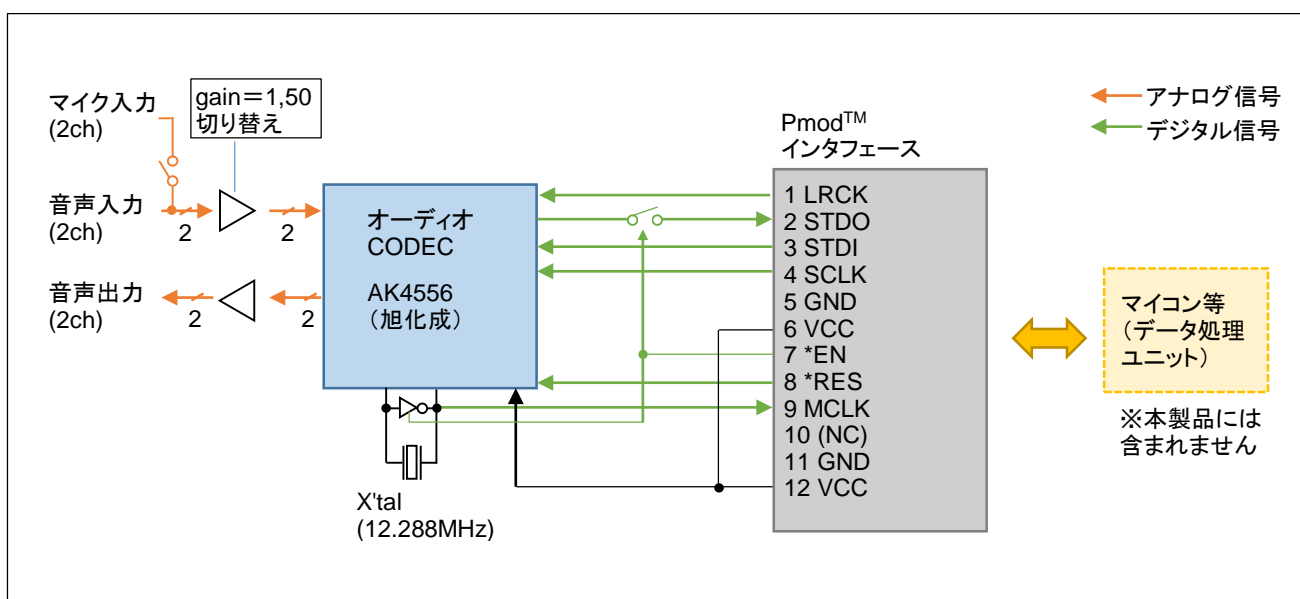 マイク入力
(2ch)
gain＝1,50
切り替え
音声入力
(2ch)
2
2
音声出力
(2ch)
2
2
オーディオ
CODEC
AK4556
（旭化成）
X'tal
(12.288MHz)
Pmod™
インタフェース
1 LRCK
2 STDO
3 STDI
4 SCLK
5 GND
6 VCC
7 *EN
8 *RES
9 MCLK
10 (NC)
11 GND
12 VCC
アナログ信号
デジタル信号
マイコン等
（データ処理
ユニット）
※本製品には
含まれません